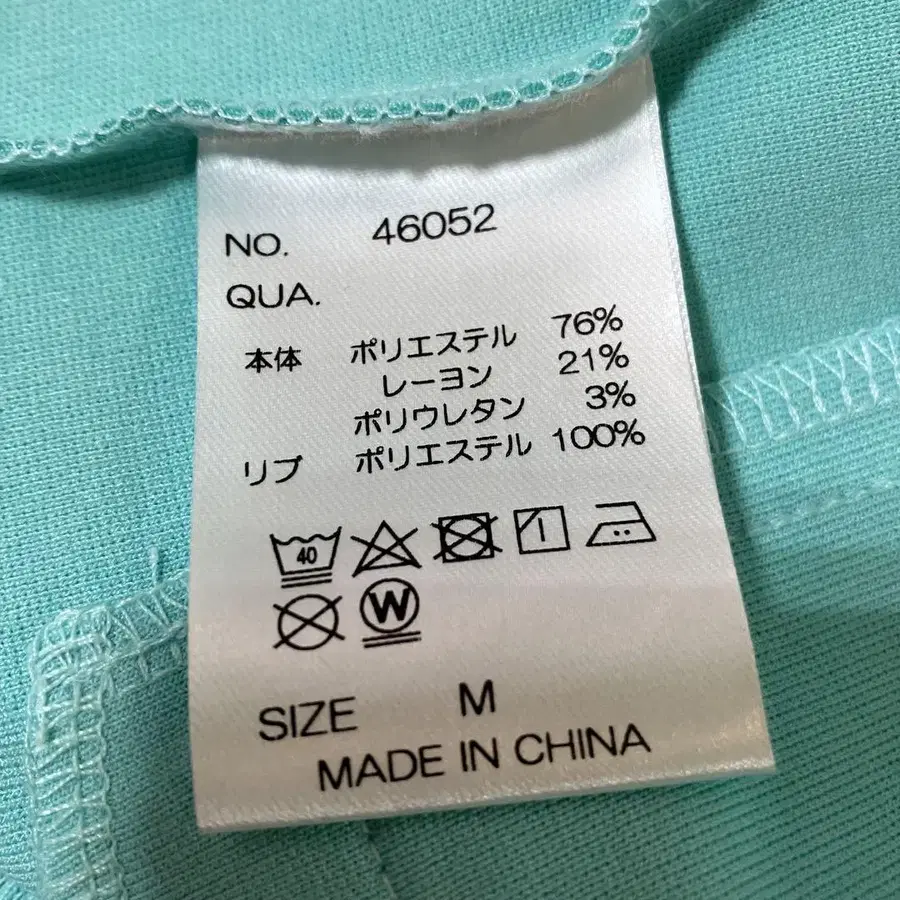 NO. 46052
QUA.
本体 ポリエステル 76%
レーヨン 21%
ポリウレタン 3%
リブ ポリエステル 100%
40
W
SIZE M
MADE IN CHINA